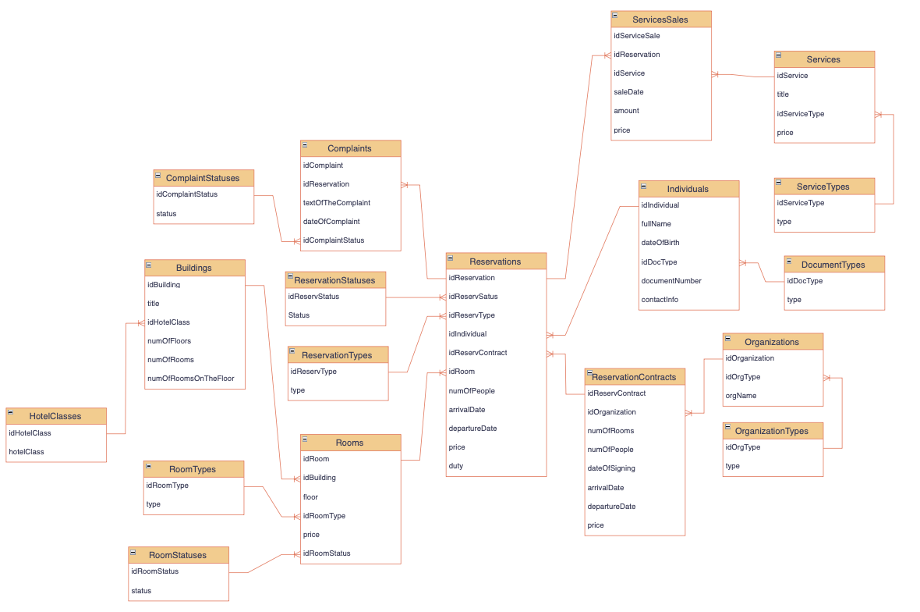 ServicesSales
idServiceSale
idReservation
idService
saleDate
amount
price
Services
idService
title
idServiceType
price
Complaints
idComplaint
idReservation
textOfTheComplaint
dateOfComplaint
idComplaintStatus
ComplaintStatuses
idComplaintStatus
status
ServiceTypes
idServiceType
type
Individuals
idIndividual
fullName
dateOfBirth
idDocType
documentNumber
contactInfo
Reservations
idReservation
idReservSatus
idReservType
idIndividual
idReservContract
idRoom
numOfPeople
arrivalDate
departureDate
price
duty
DocumentTypes
idDocType
type
Buildings
idBuilding
title
idHotelClass
numOfFloors
numOfRooms
numOfRoomsOnTheFloor
ReservationStatuses
idReservStatus
Status
ReservationTypes
idReservType
type
Organizations
idOrganization
idOrgType
orgName
ReservationContracts
idReservContract
idOrganization
numOfRooms
numOfPeople
dateOfSigning
arrivalDate
departureDate
price
HotelClasses
idHotelClass
hotelClass
OrganizationTypes
idOrgType
type
Rooms
idRoom
idBuilding
floor
idRoomType
price
idRoomStatus
RoomTypes
idRoomType
type
RoomStatuses
idRoomStatus
status